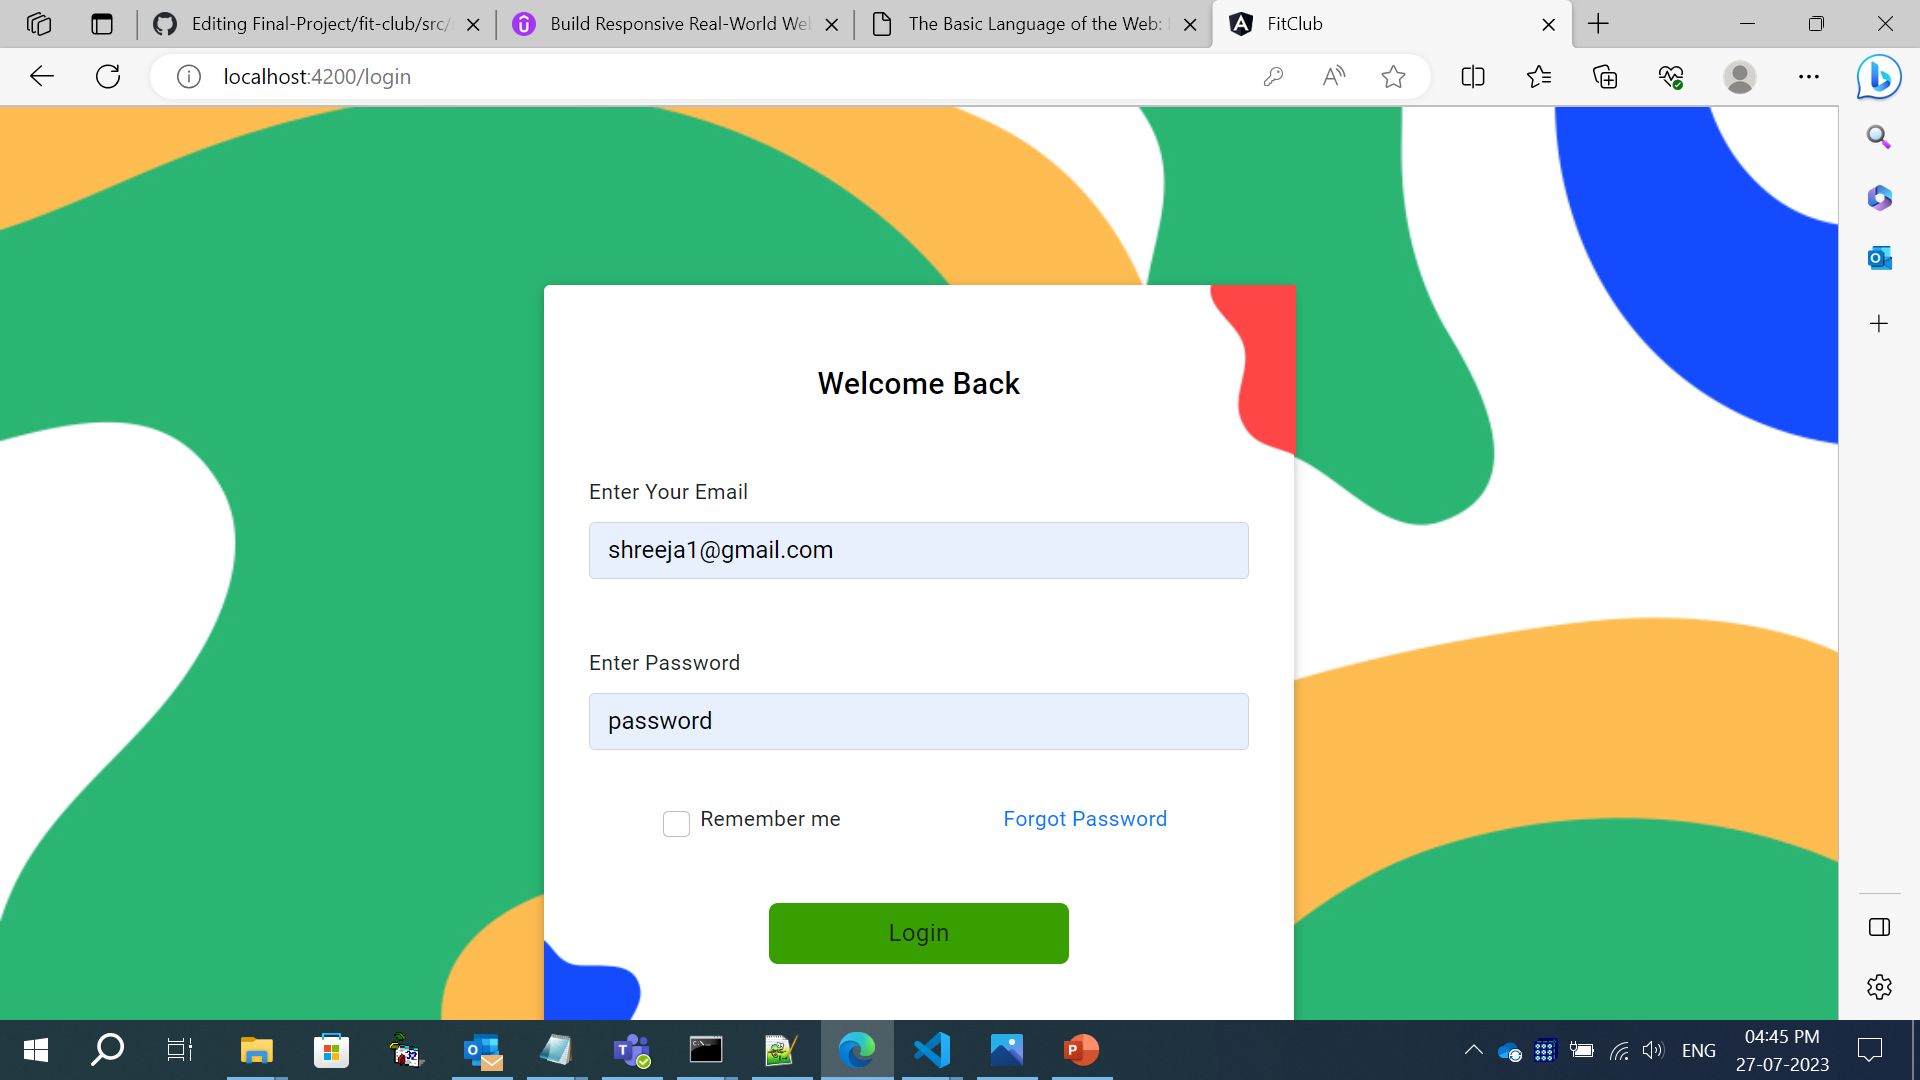 Editing Final-Project/fit-club/src/
Build Responsive Real-World Wel
The Basic Language of the Web:
FitClub
localhost:4200/login
Welcome Back
Enter Your Email
shreeja1@gmail.com
Enter Password
password
Remember me
Forgot Password
Login
ENG
04:45 PM
27-07-2023